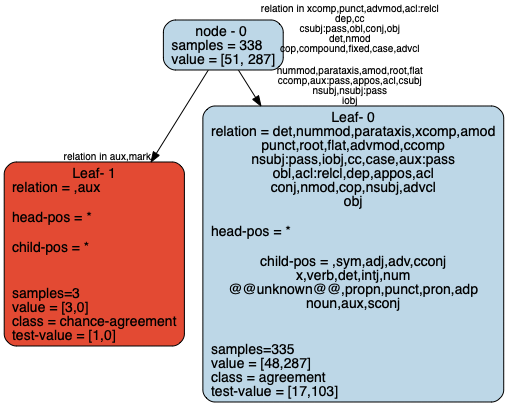 relation in xcomp,punct,advmod,acl:relcl
dep,cc
csubj:pass,obl,conj,obj
det,nmod
cop,compound,fixed,case,advcl
nummod,parataxis,amod,root,flat
ccomp,aux:pass,appos,acl,csubj
nsubj,nsubj:pass
iobj
node - 0
samples = 338
value = [51, 287]
relation in aux,mark
Leaf- 1
relation = ,aux
head-pos = *
child-pos = *
samples=3
value = [3,0]
class = chance-agreement
test-value = [1,0]
Leaf- 0
relation = det,nummod,parataxis,xcomp,amod
punct,root,flat,advmod,ccomp
nsubj:pass,iobj,cc,case,aux:pass
obl,acl:relcl,dep,appos,acl
conj,nmod,cop,nsubj,advcl
obj
head-pos = *
child-pos = ,sym,adj,adv,cconj
x,verb,det,intj,num
@@unknown@@,propn,punct,pron,adp
noun,aux,sconj
samples=335
value = [48,287]
class = agreement
test-value = [17,103]